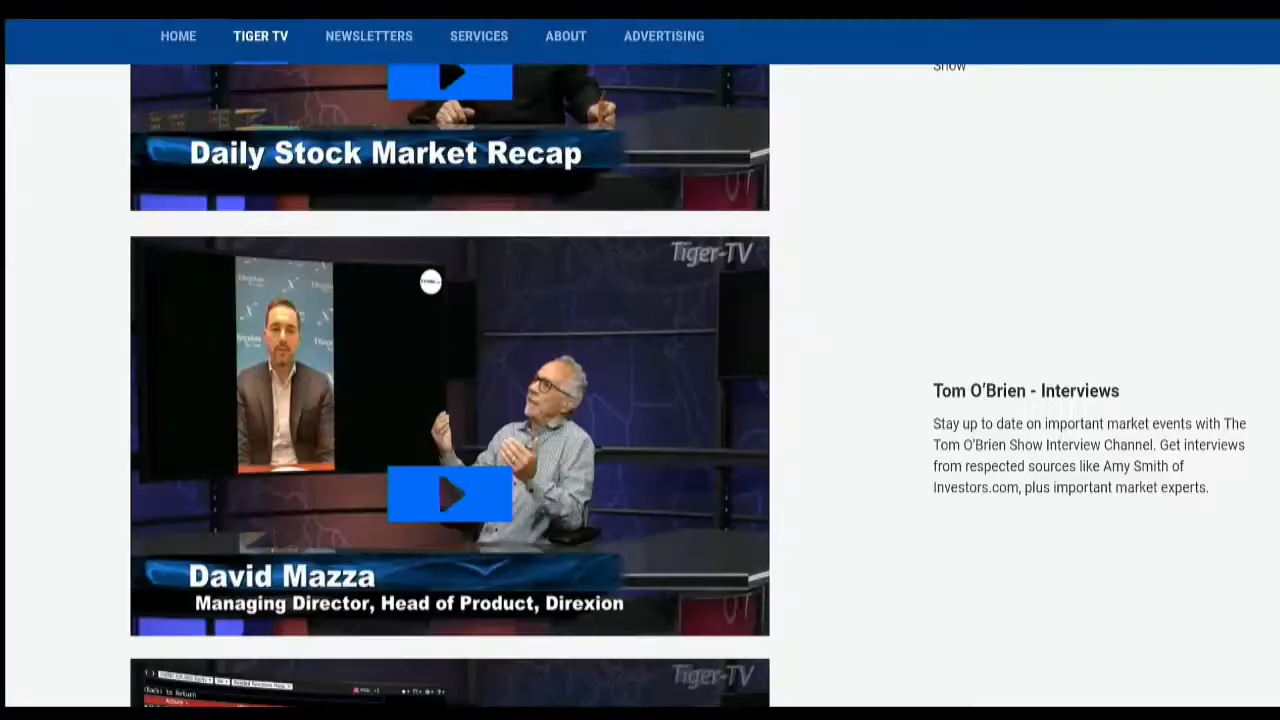 HOME TIGER TV NEWSLETTERS SERVICES ABOUT ADVERTISING
Show
Daily Stock Market Recap
Tiger-TV
Tom O'Brien - Interviews
Stay up to date on important market events with The
Tom O'Brien Show Interview Channel. Get interviews
from respected sources like Amy Smith of
Investors.com, plus important market experts.
David Mazza
Managing Director, Head of Product, Direxion
Tiger-TV